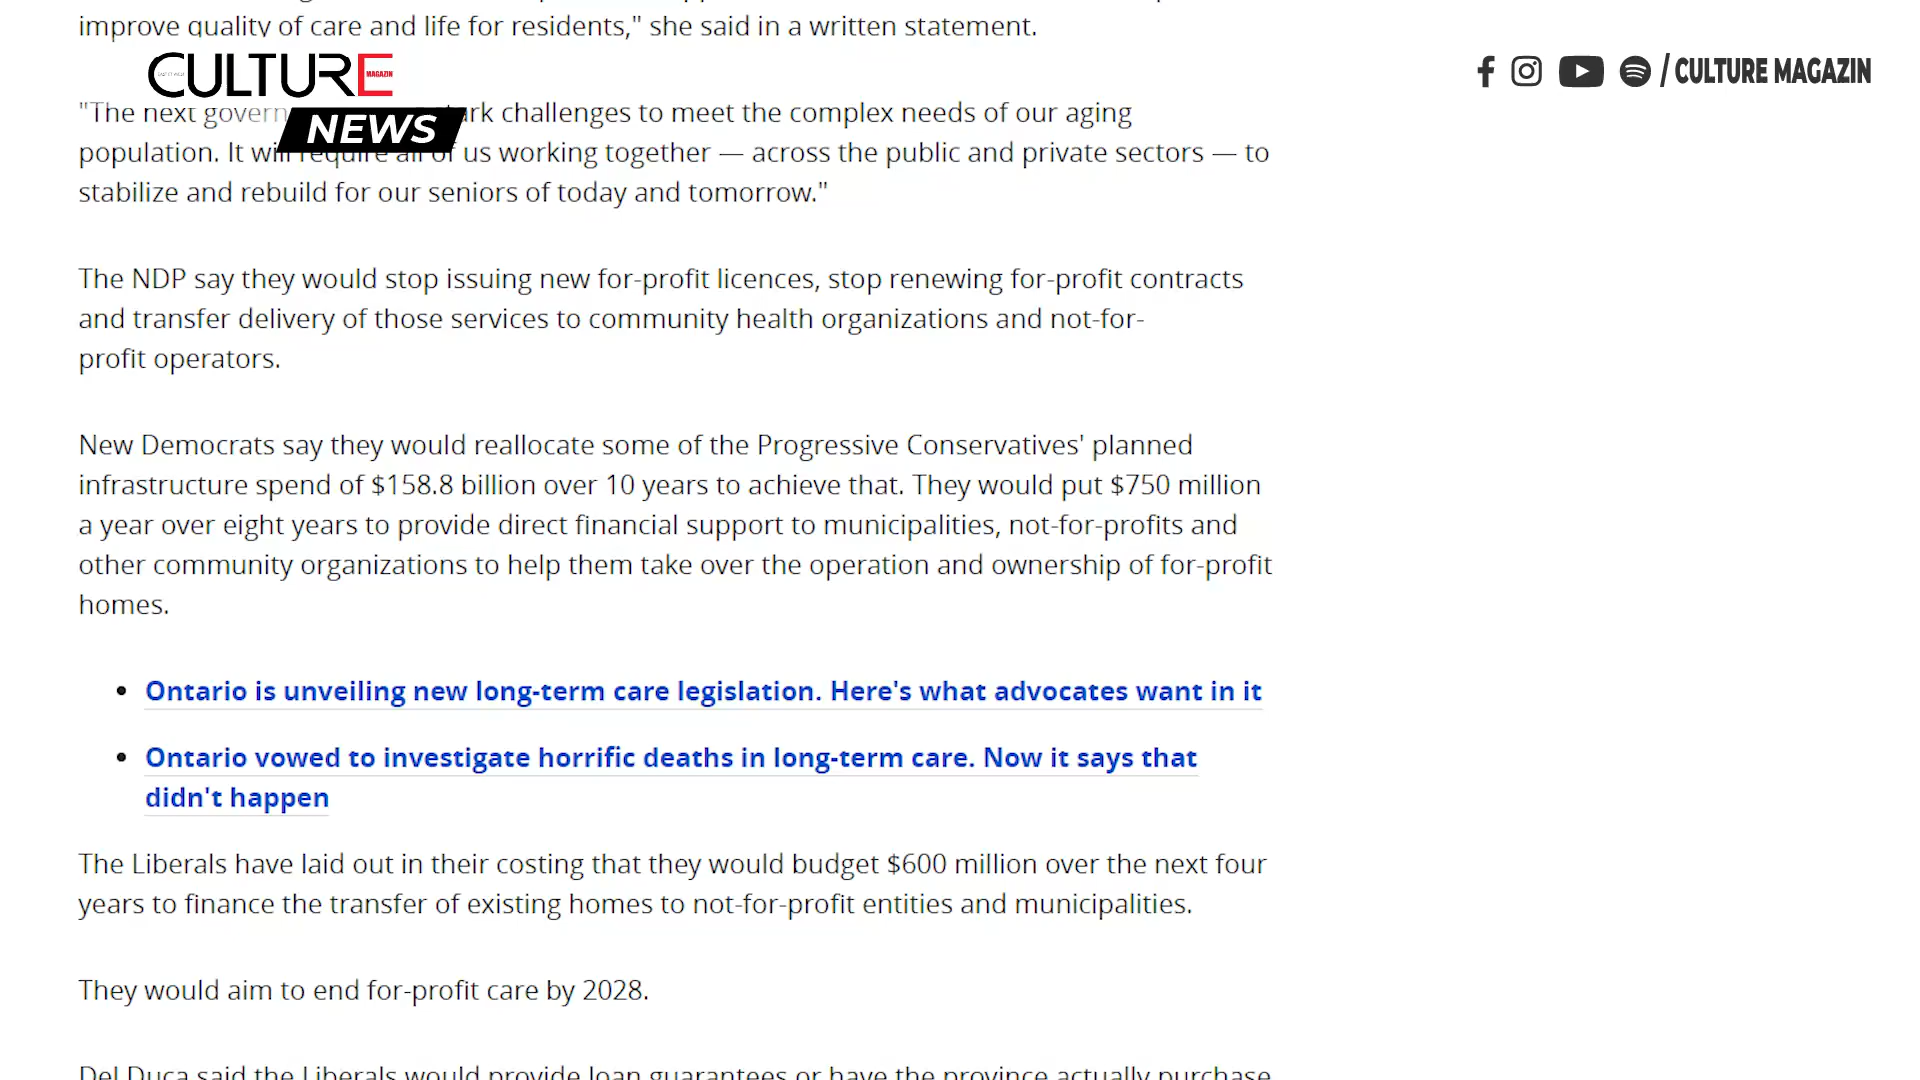 improve quality of care and life for residents," she said in a written statement.
CULTURE
MAGAZIN
NEWS
/ CULTURE MAGAZIN
"The next govern rk challenges to meet the complex needs of our aging
population. It will require all of us working together — across the public and private sectors — to
stabilize and rebuild for our seniors of today and tomorrow."
The NDP say they would stop issuing new for-profit licences, stop renewing for-profit contracts
and transfer delivery of those services to community health organizations and not-for-
profit operators.
New Democrats say they would reallocate some of the Progressive Conservatives' planned
infrastructure spend of $158.8 billion over 10 years to achieve that. They would put $750 million
a year over eight years to provide direct financial support to municipalities, not-for-profits and
other community organizations to help them take over the operation and ownership of for-profit
homes.
• Ontario is unveiling new long-term care legislation. Here's what advocates want in it
• Ontario vowed to investigate horrific deaths in long-term care. Now it says that
didn't happen
The Liberals have laid out in their costing that they would budget $600 million over the next four
years to finance the transfer of existing homes to not-for-profit entities and municipalities.
They would aim to end for-profit care by 2028.
Del Duca said the Liberals would provide loan guarantees or have the province actually purchase